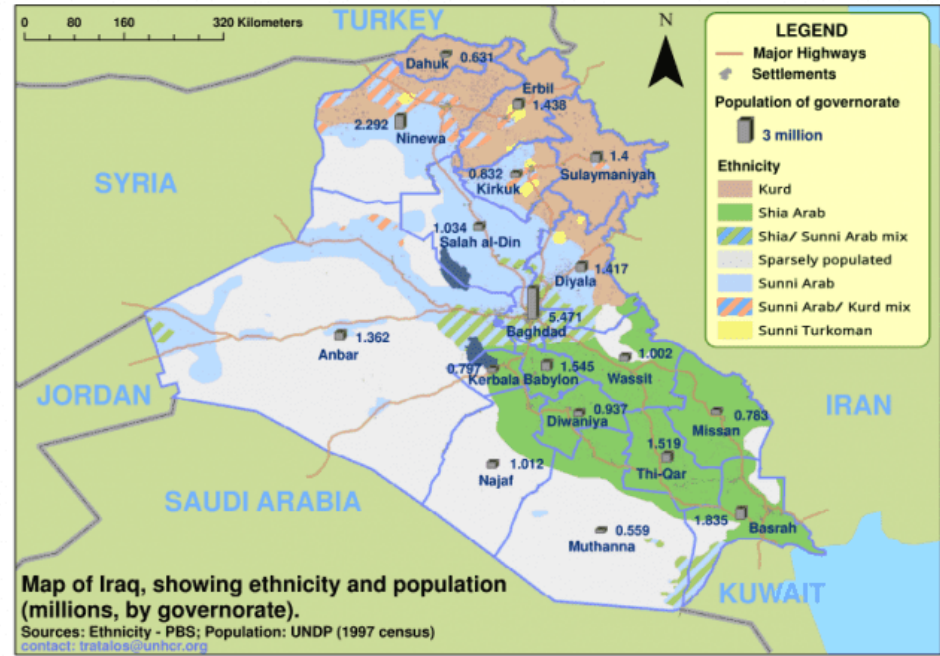 0 80 160 320 Kilometers
TURKEY
N
LEGEND
Major Highways
Settlements
Population of governorate
3 million
Ethnicity
Kurd
Shia Arab
Shia/ Sunni Arab mix
Sparsely populated
Sunni Arab
Sunni Arab/ Kurd mix
Sunni Turkoman
Dahuk 0.631
Erbil
1.438
2.292
Ninewa
1.4
Sulaymaniyah
0.832
Kirkuk
SYRIA
1.034
Salah al-Din
1.417
Diyala
5.471
Baghdad
1.362
Anbar
1.002
Wassit
0.797
Kerbala
1.545
Babylon
JORDAN
IRAN
0.937
Diwaniya
0.783
Missan
1.519
Thi-Qar
1.012
Najaf
SAUDI ARABIA
1.835
Basrah
0.559
Muthanna
KUWAIT
Map of Iraq, showing ethnicity and population
(millions, by governorate).
Sources: Ethnicity - PBS; Population: UNDP (1997 census)
contact: tratalos@unhcr.org